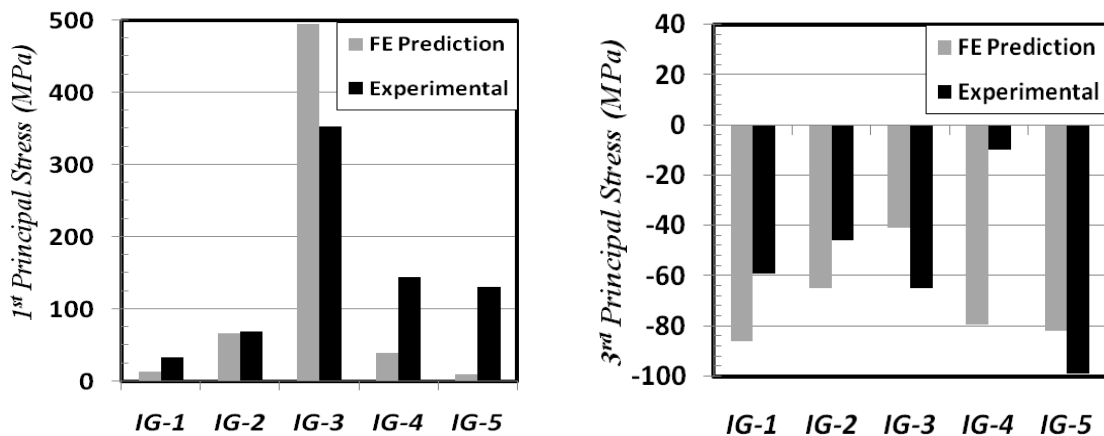 1st Principal Stress (MPa)
500
400
300
200
100
0
FE Prediction
Experimental
IG-1 IG-2 IG-3 IG-4 IG-5
3rd Principal Stress (MPa)
40
20
0
-20
-40
-60
-80
-100
FE Prediction
Experimental
IG-1 IG-2 IG-3 IG-4 IG-5